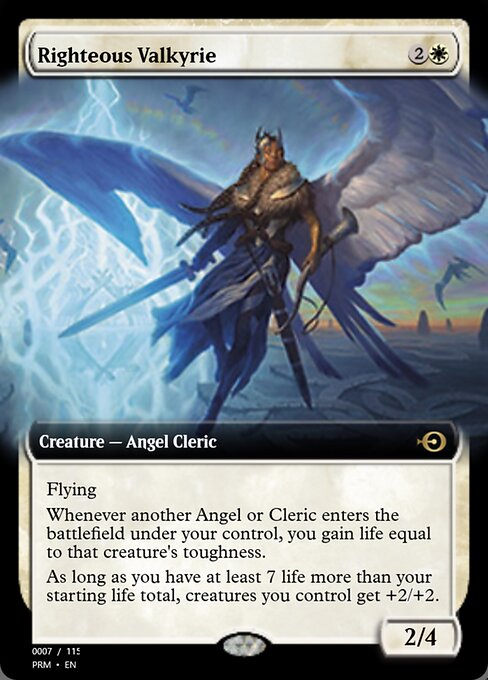 Righteous Valkyrie 2
Creature — Angel Cleric
Flying
Whenever another Angel or Cleric enters the
battlefield under your control, you gain life equal
to that creature's toughness.
As long as you have at least 7 life more than your
starting life total, creatures you control get +2/+2.
2/4
0007 / 115
PRM • EN